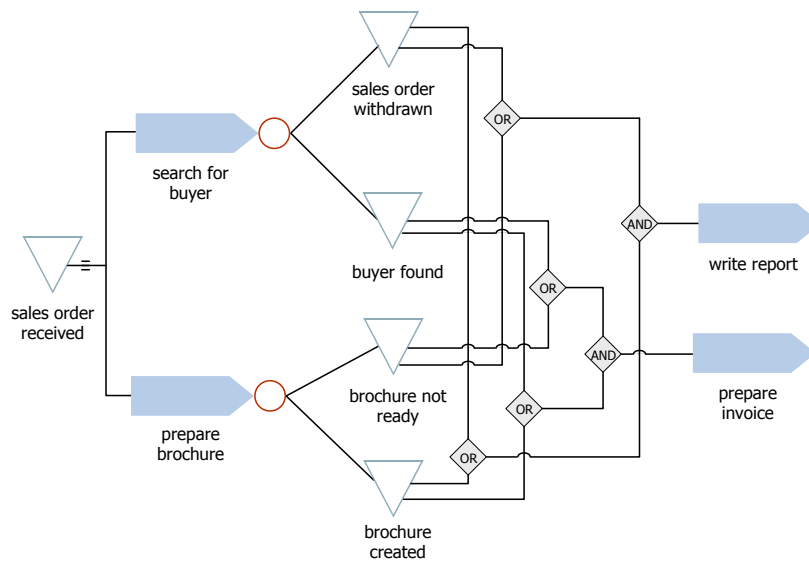 sales order
withdrawn
OR
search for
buyer
AND
buyer found
write report
sales order
received
OR
AND
brochure not
ready
OR
prepare
invoice
prepare
brochure
OR
brochure
created